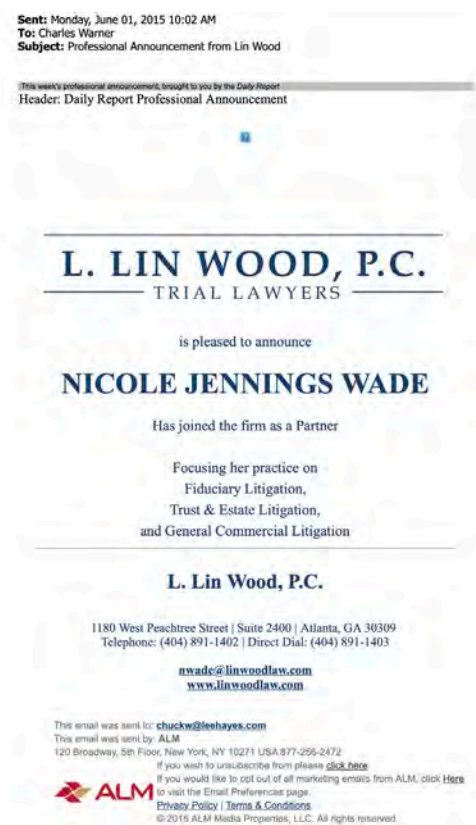 Sent: Monday, June 01, 2015 10:02 AM
To: Charles Warner
Subject: Professional Announcement from Lin Wood
This week's professional announcement, brought to you by the Daily Report
Header: Daily Report Professional Announcement
L. LIN WOOD, P.C.
TRIAL LAWYERS
is pleased to announce
NICOLE JENNINGS WADE
Has joined the firm as a Partner
Focusing her practice on
Fiduciary Litigation,
Trust & Estate Litigation,
and General Commercial Litigation
L. Lin Wood, P.C.
1180 West Peachtree Street | Suite 2400 | Atlanta, GA 30309
Telephone: (404) 891-1402 | Direct Dial: (404) 891-1403
nwade@linwoodlaw.com
www.linwoodlaw.com
This email was sent to: chuckw@leehayes.com
This email was sent by: ALM
120 Broadway, 5th Floor, New York, NY 10271 USA 877-256-2472
If you wish to unsubscribe from please click here.
If you would like to opt out of all marketing emails from ALM, click Here
ALM to visit the Email Preferences page.
Privacy Policy | Terms & Conditions
© 2015 ALM Media Properties, LLC. All rights reserved.